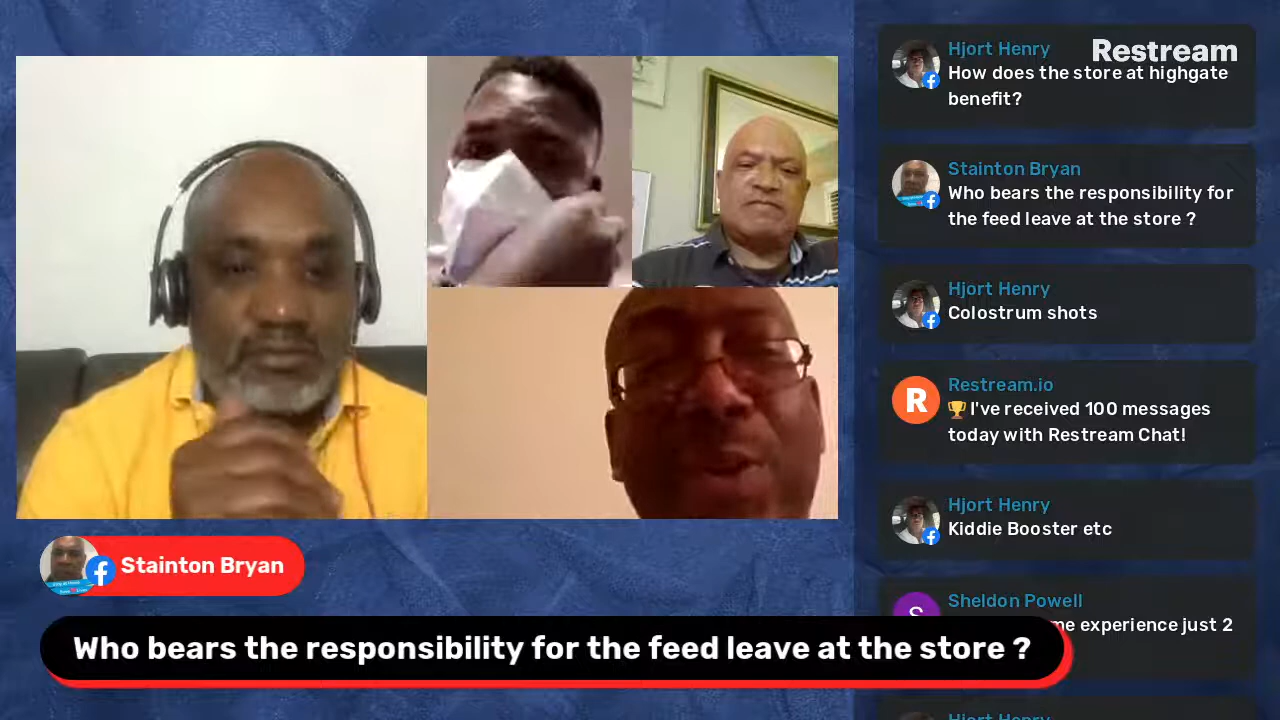 Restream
Hjort Henry
How does the store at highgate
benefit?
Stainton Bryan
Who bears the responsibility for
the feed leave at the store ?
Hjort Henry
Colostrum shots
Restream.io
🏆 I've received 100 messages
today with Restream Chat!
Hjort Henry
Kiddie Booster etc
Sheldon Powell
me experience just 2
Hjort Henry
Stainton Bryan
Who bears the responsibility for the feed leave at the store ?